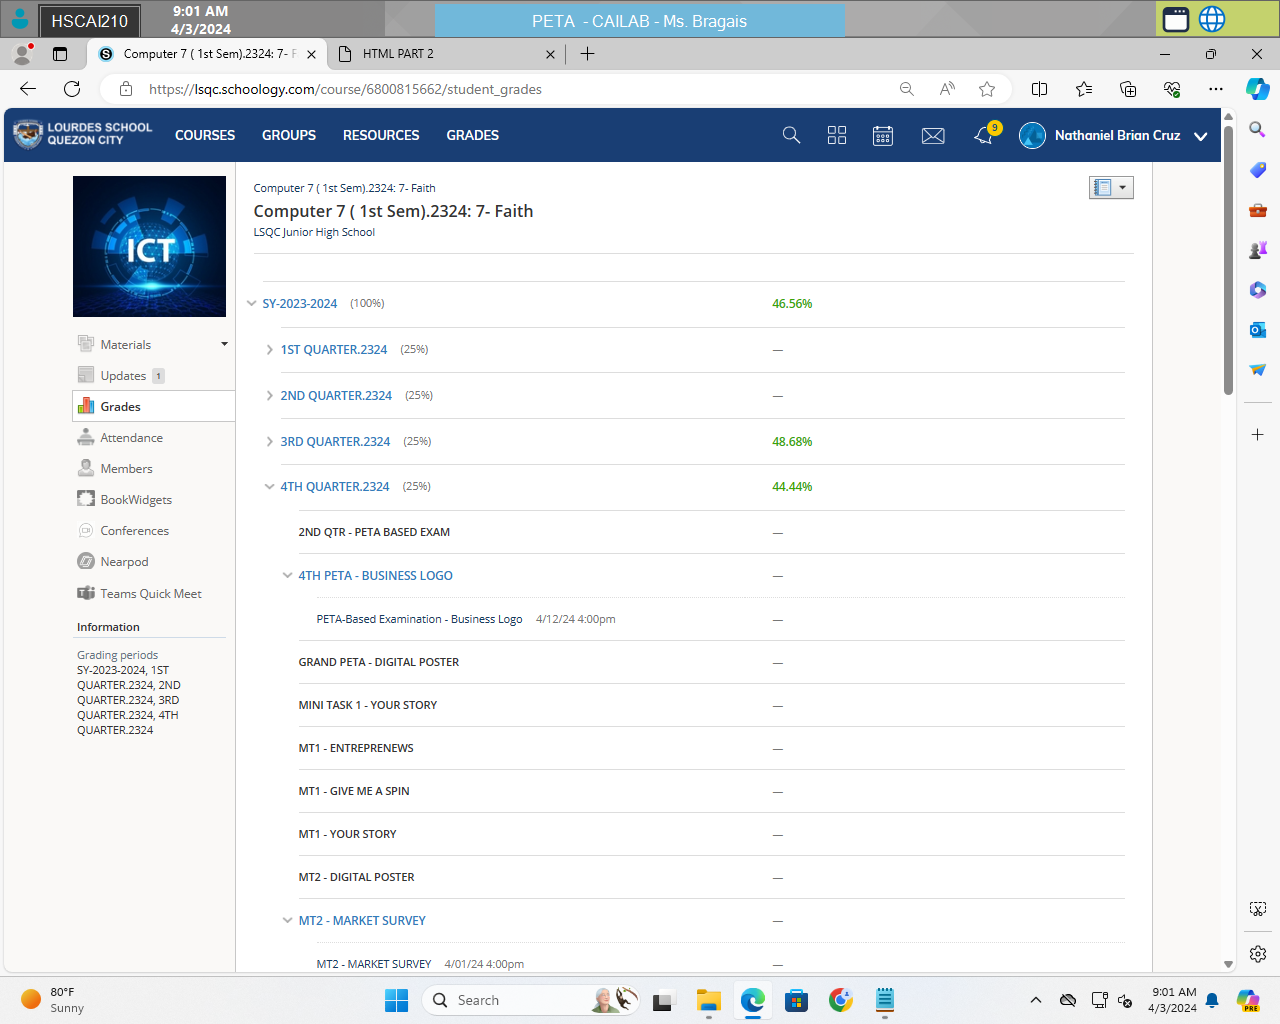 HSCAI210
9:01 AM
4/3/2024
PETA - CAILAB - Ms. Bragais
Computer 7 ( 1st Sem).2324: 7- F
HTML PART 2
https://lsqc.schoology.com/course/6800815662/student_grades
LOURDES SCHOOL
QUEZON CITY
COURSES
GROUPS
RESOURCES
GRADES
9
Nathaniel Brian Cruz
ICT
Materials
Updates 1
Grades
Attendance
Members
BookWidgets
Conferences
Nearpod
Teams Quick Meet
Information
Grading periods
SY-2023-2024, 1ST
QUARTER.2324, 2ND
QUARTER.2324, 3RD
QUARTER.2324, 4TH
QUARTER.2324
Computer 7 ( 1st Sem).2324: 7- Faith
Computer 7 ( 1st Sem).2324: 7- Faith
LSQC Junior High School
SY-2023-2024 (100%) 46.56%
1ST QUARTER.2324 (25%) —
2ND QUARTER.2324 (25%) —
3RD QUARTER.2324 (25%) 48.68%
4TH QUARTER.2324 (25%) 44.44%
2ND QTR - PETA BASED EXAM —
4TH PETA - BUSINESS LOGO —
PETA-Based Examination - Business Logo 4/12/24 4:00pm —
GRAND PETA - DIGITAL POSTER —
MINI TASK 1 - YOUR STORY —
MT1 - ENTREPRENEWS —
MT1 - GIVE ME A SPIN —
MT1 - YOUR STORY —
MT2 - DIGITAL POSTER —
MT2 - MARKET SURVEY —
MT2 - MARKET SURVEY 4/01/24 4:00pm —
80°F
Sunny
Search
9:01 AM
4/3/2024
PRE